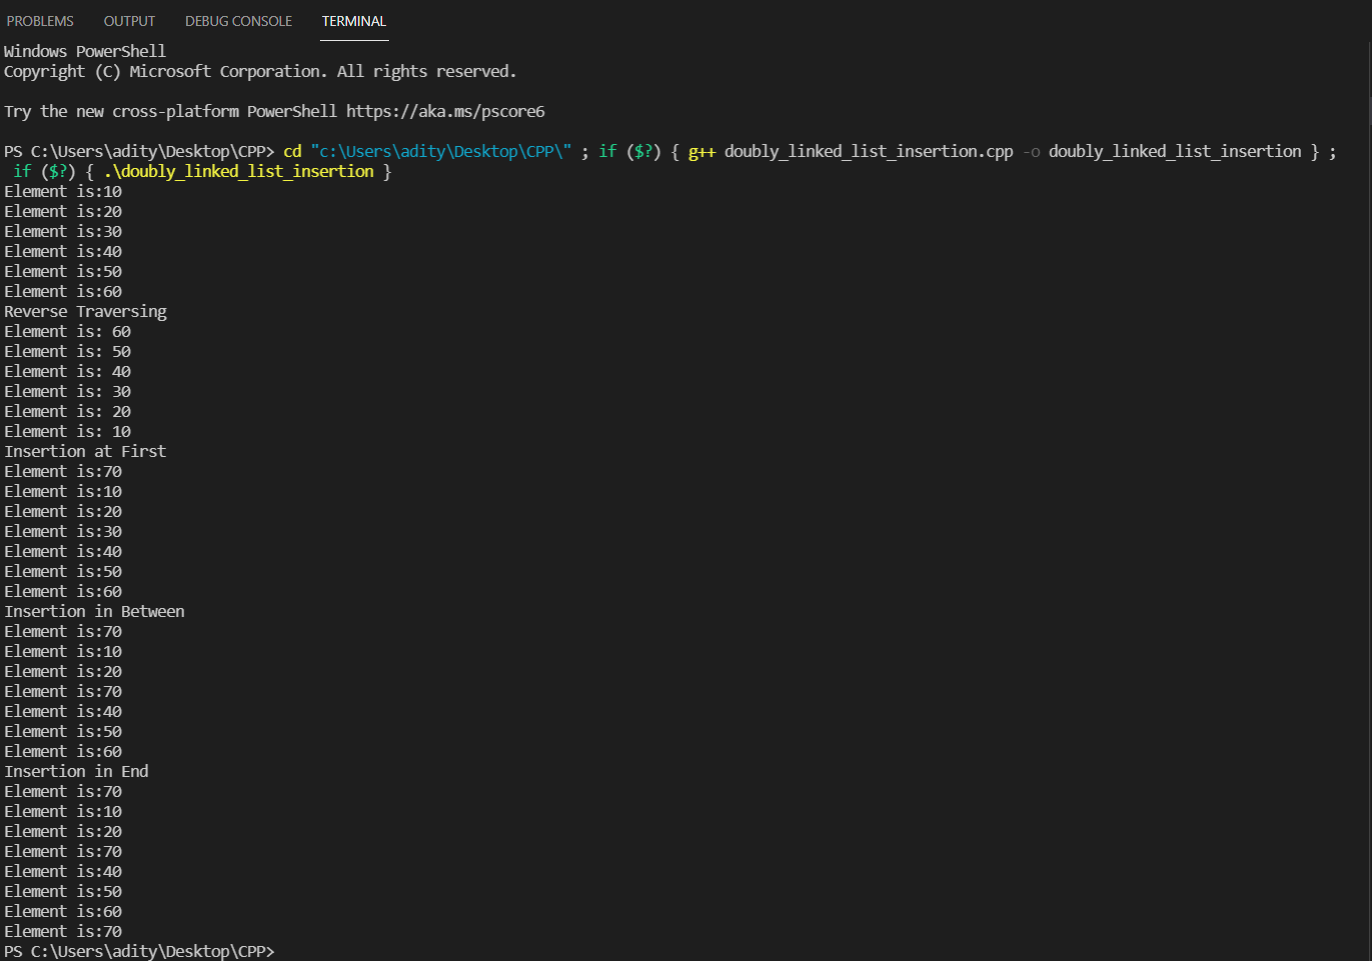 PROBLEMS OUTPUT DEBUG CONSOLE TERMINAL
Windows PowerShell
Copyright (C) Microsoft Corporation. All rights reserved.
Try the new cross-platform PowerShell https://aka.ms/pscore6
PS C:\Users\adity\Desktop\CPP> cd "c:\Users\adity\Desktop\CPP\" ; if ($?) { g++ doubly_linked_list_insertion.cpp -o doubly_linked_list_insertion } ;
if ($?) { .\doubly_linked_list_insertion }
Element is:10
Element is:20
Element is:30
Element is:40
Element is:50
Element is:60
Reverse Traversing
Element is: 60
Element is: 50
Element is: 40
Element is: 30
Element is: 20
Element is: 10
Insertion at First
Element is:70
Element is:10
Element is:20
Element is:30
Element is:40
Element is:50
Element is:60
Insertion in Between
Element is:70
Element is:10
Element is:20
Element is:70
Element is:40
Element is:50
Element is:60
Insertion in End
Element is:70
Element is:10
Element is:20
Element is:70
Element is:40
Element is:50
Element is:60
Element is:70
PS C:\Users\adity\Desktop\CPP>